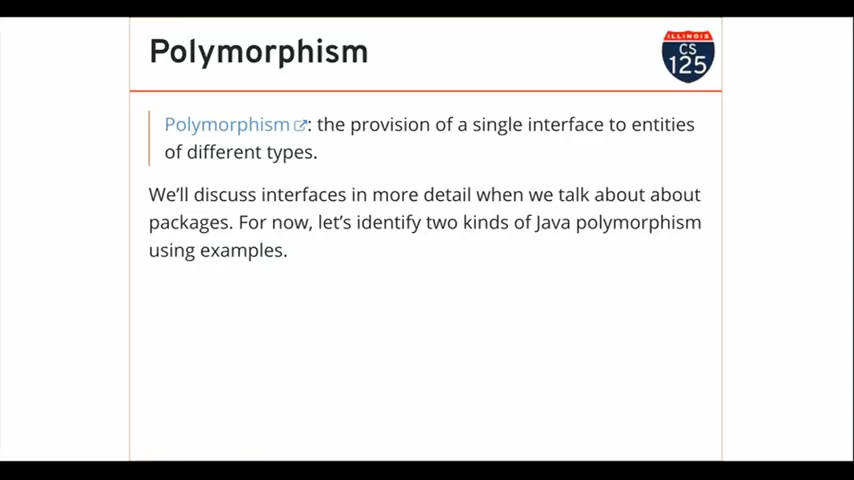 Polymorphism
ILLINOIS
CS
125
Polymorphism: the provision of a single interface to entities
of different types.
We'll discuss interfaces in more detail when we talk about about
packages. For now, let's identify two kinds of Java polymorphism
using examples.